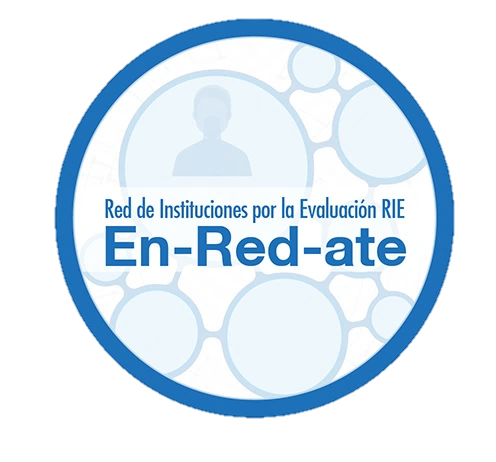 Red de Instituciones por la Evaluación RIE
En-Red-ate